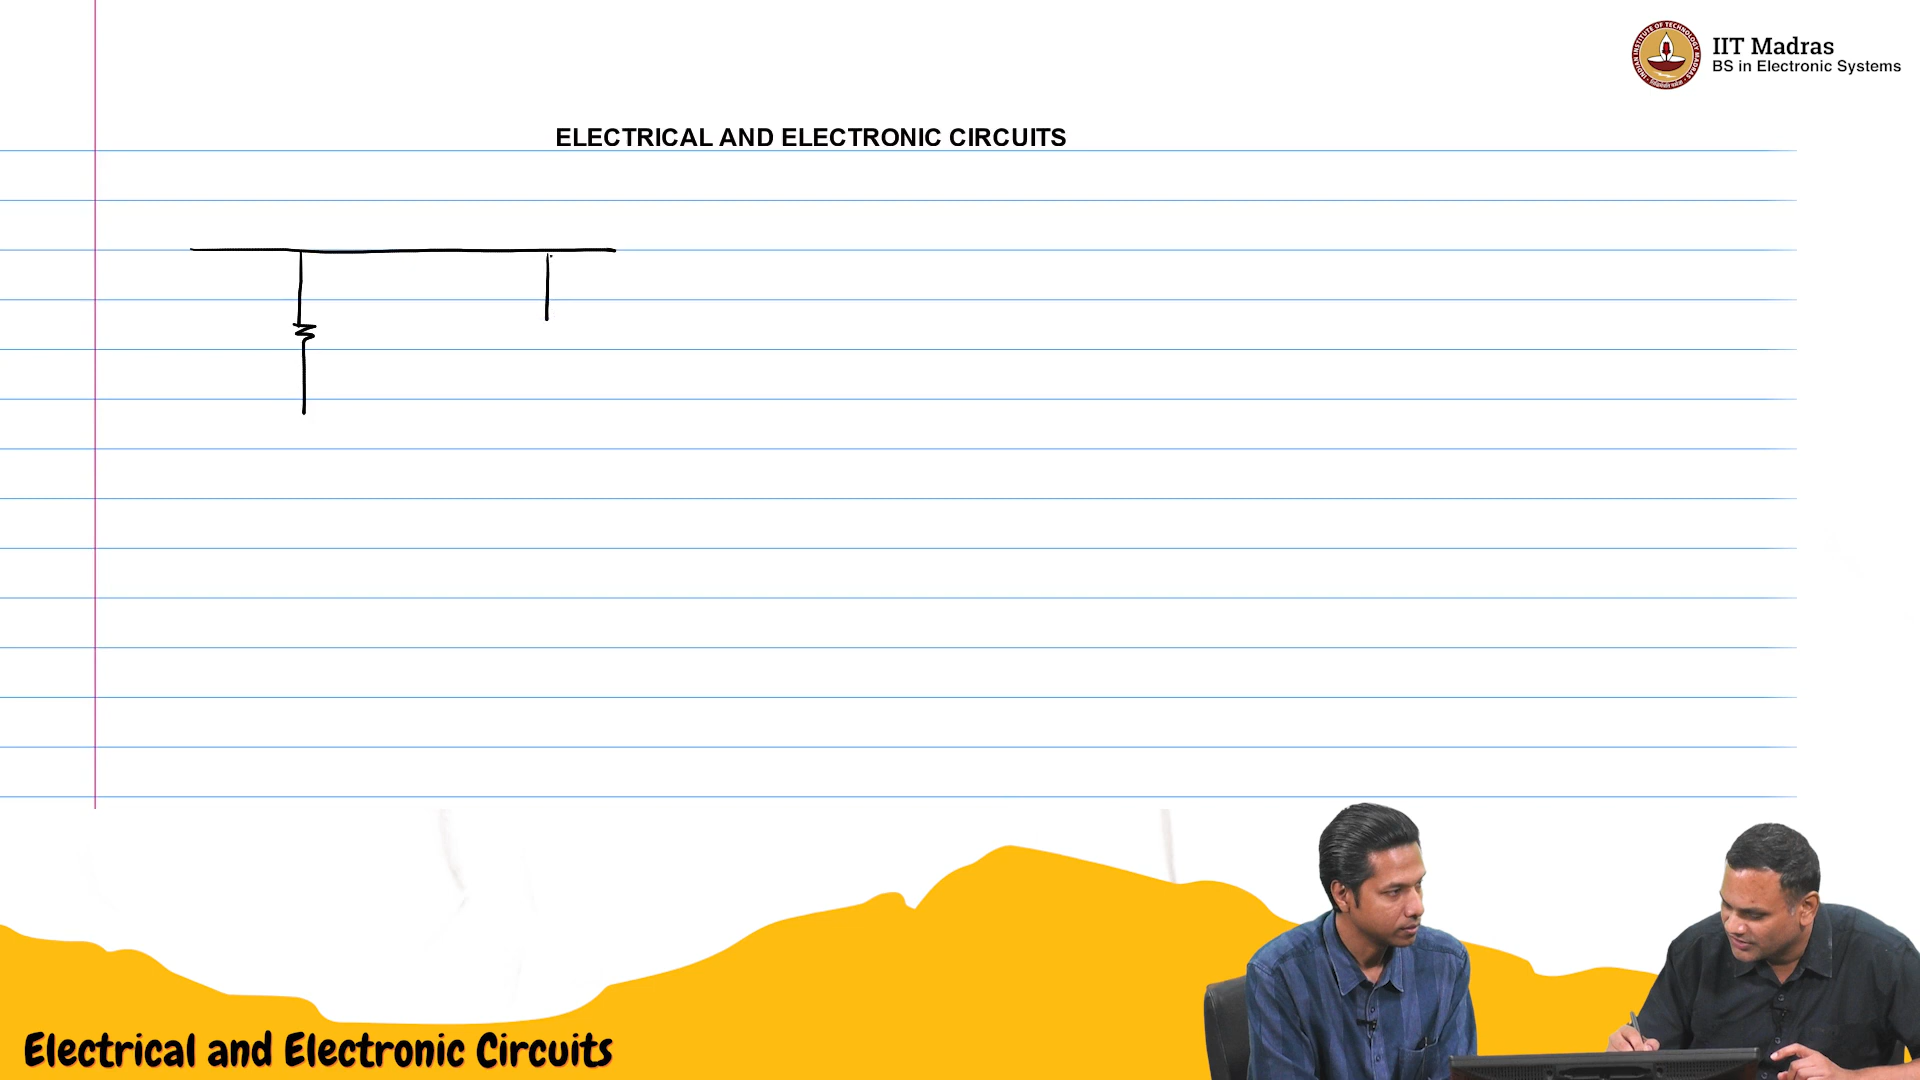 IIT Madras
BS in Electronic Systems
ELECTRICAL AND ELECTRONIC CIRCUITS
Electrical and Electronic Circuits